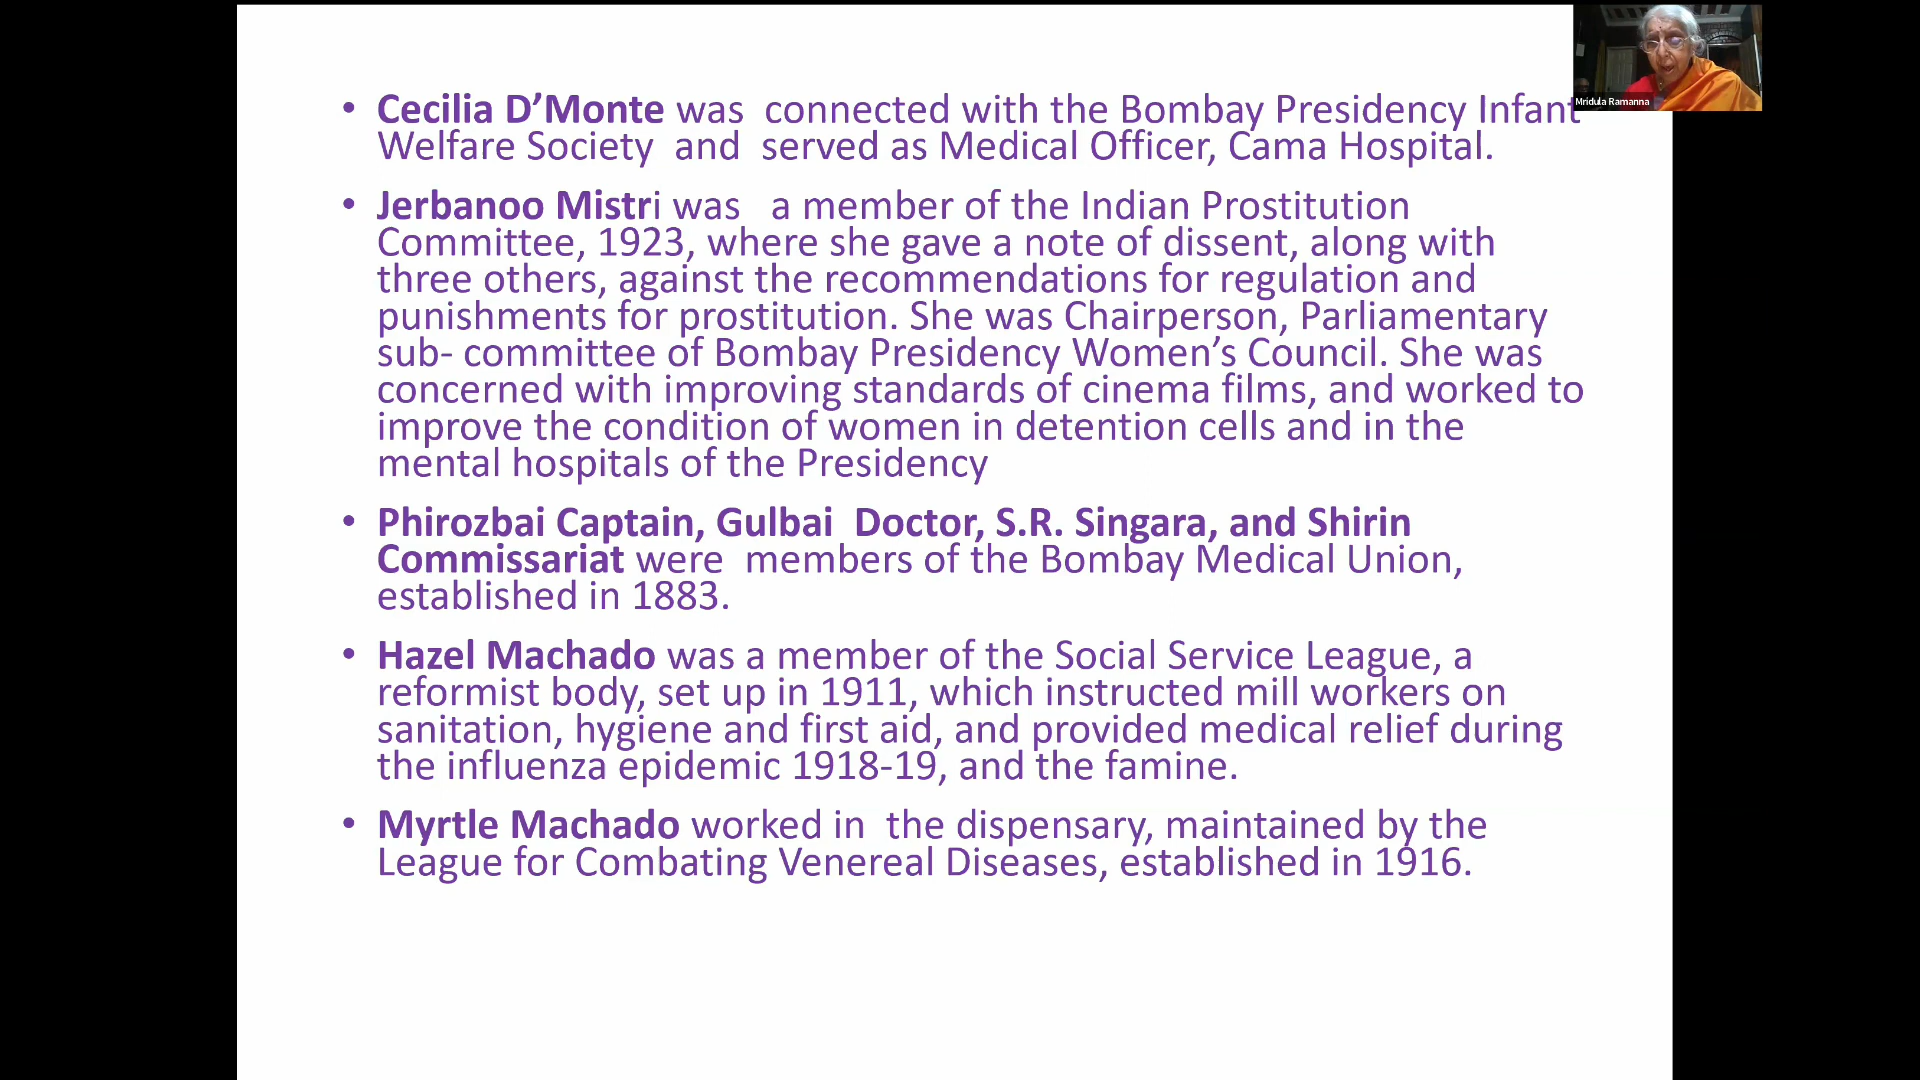 Mridula Ramanna
• Cecilia D’Monte was connected with the Bombay Presidency Infant
Welfare Society and served as Medical Officer, Cama Hospital.
• Jerbanoo Mistri was a member of the Indian Prostitution
Committee, 1923, where she gave a note of dissent, along with
three others, against the recommendations for regulation and
punishments for prostitution. She was Chairperson, Parliamentary
sub- committee of Bombay Presidency Women’s Council. She was
concerned with improving standards of cinema films, and worked to
improve the condition of women in detention cells and in the
mental hospitals of the Presidency
• Phirozbai Captain, Gulbai Doctor, S.R. Singara, and Shirin
Commissariat were members of the Bombay Medical Union,
established in 1883.
• Hazel Machado was a member of the Social Service League, a
reformist body, set up in 1911, which instructed mill workers on
sanitation, hygiene and first aid, and provided medical relief during
the influenza epidemic 1918-19, and the famine.
• Myrtle Machado worked in the dispensary, maintained by the
League for Combating Venereal Diseases, established in 1916.